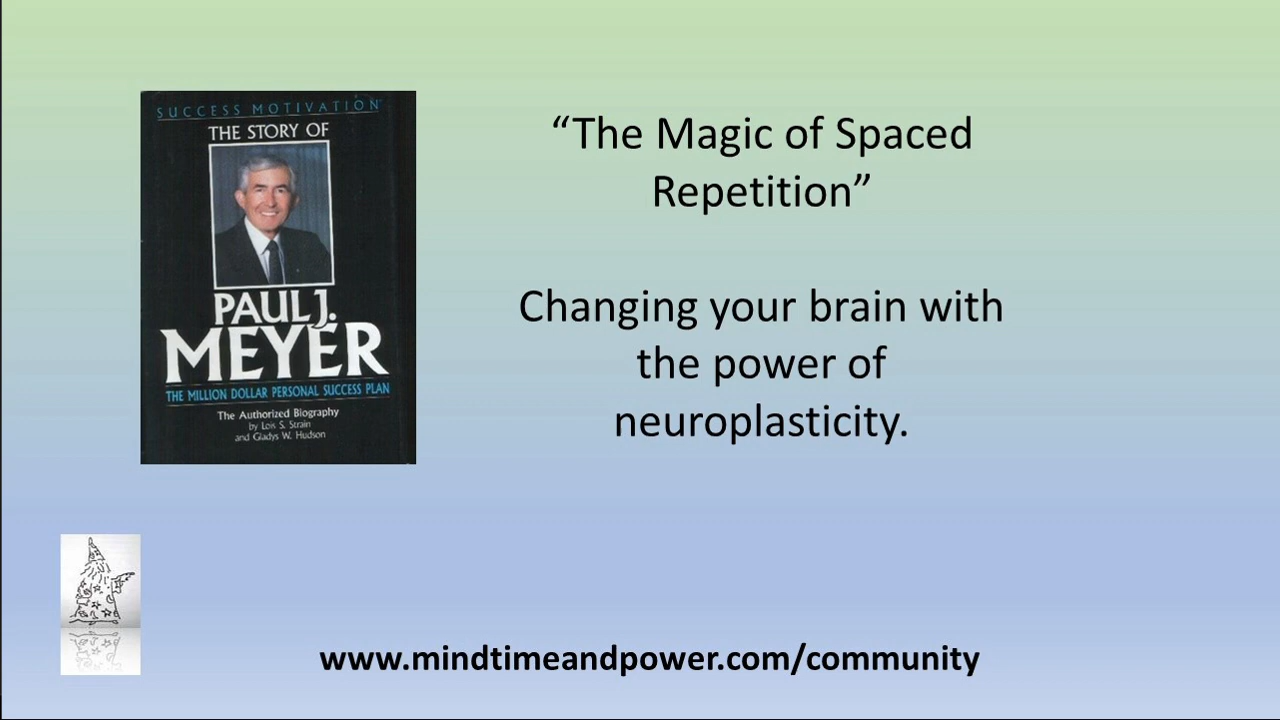 SUCCESS MOTIVATION®
THE STORY OF
PAUL J.
MEYER
THE MILLION DOLLAR PERSONAL SUCCESS PLAN
The Authorized Biography
by Lois S. Strain
and Gladys W. Hudson
“The Magic of Spaced
Repetition”
Changing your brain with
the power of
neuroplasticity.
www.mindtimeandpower.com/community